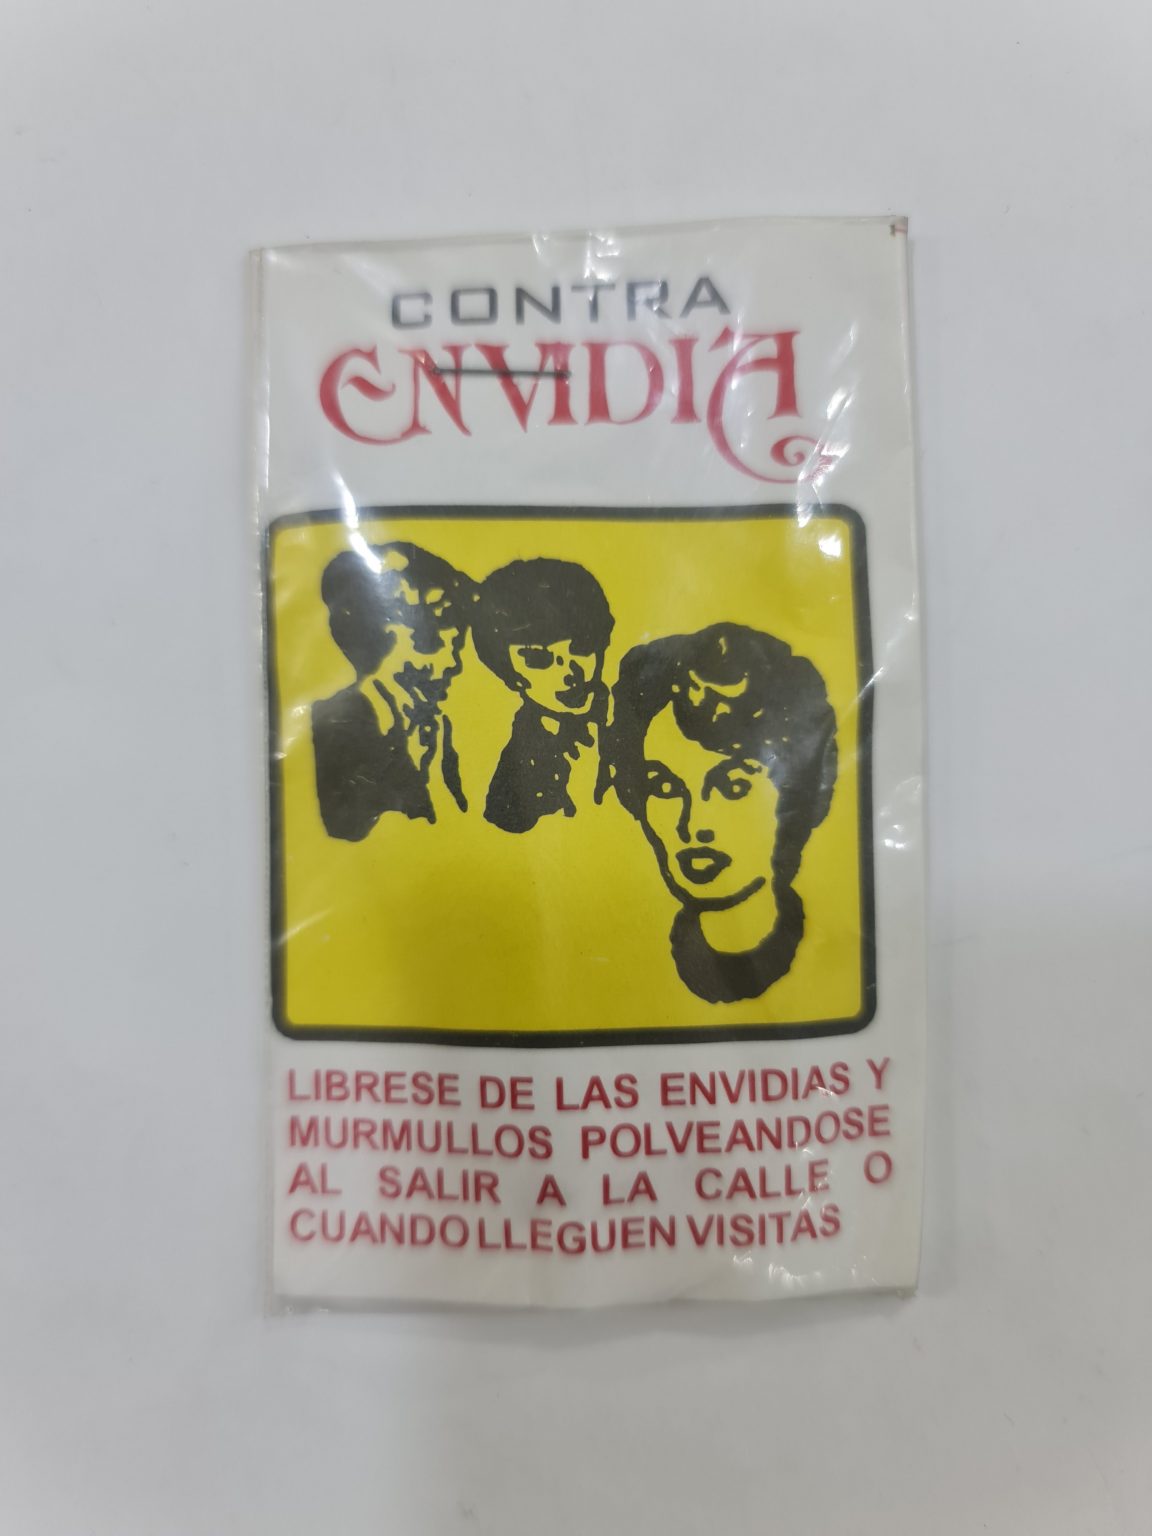 CONTRA
ENVIDIA
LIBRESE DE LAS ENVIDIAS Y
MURMULLOS POLVEANDOSE
AL SALIR A LA CALLE O
CUANDO LLEGUEN VISITAS